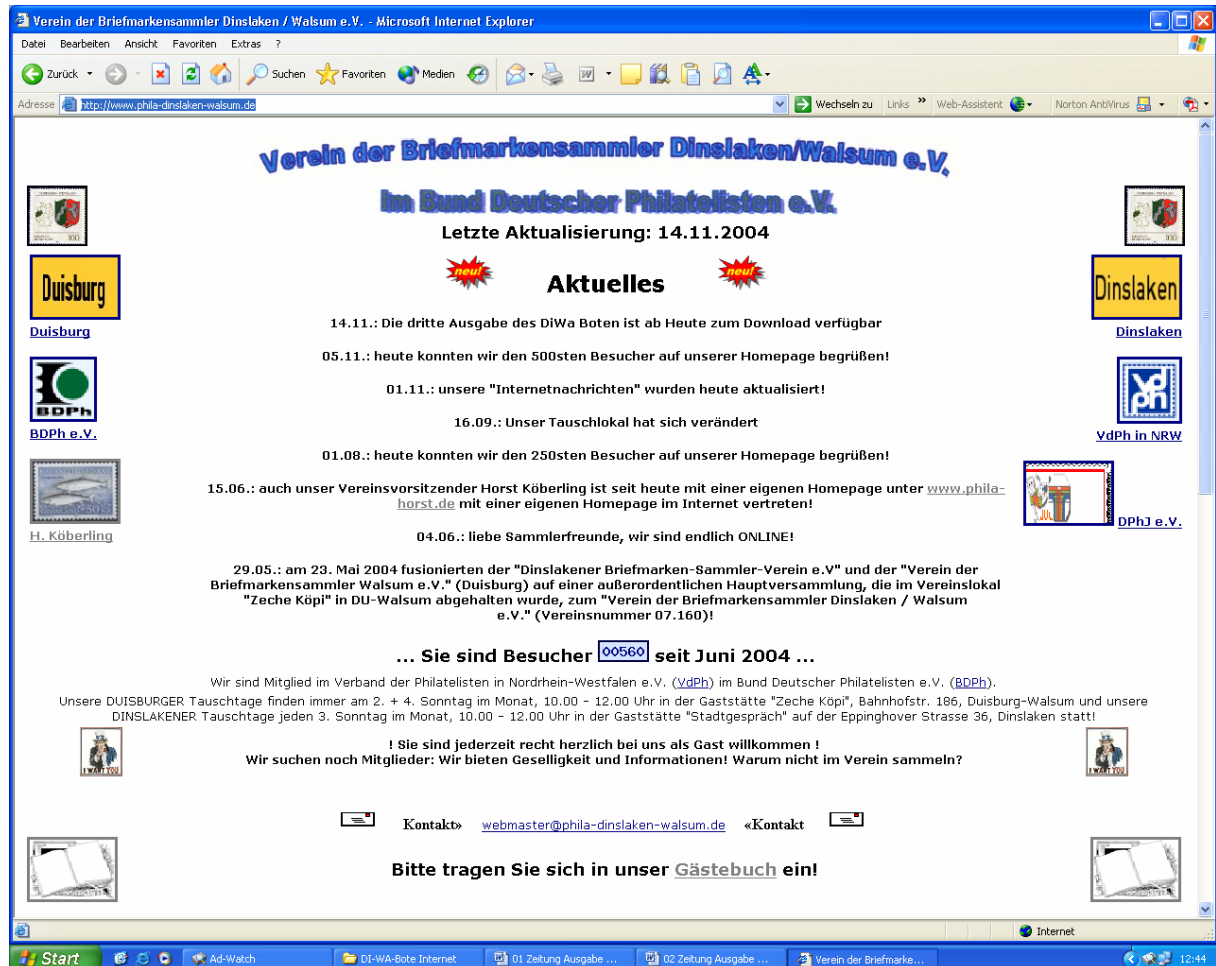 Verein der Briefmarkensammler Dinslaken / Walsum e.V. - Microsoft Internet Explorer
Datei Bearbeiten Ansicht Favoriten Extras ?
Zurück Suchen Favoriten Medien
Adresse http://www.phila-dinslaken-walsum.de Wechseln zu Links » Web-Assistent Norton AntiVirus
Verein der Briefmarkensammler Dinslaken/Walsum e.V.
Im Bund Deutscher Philatelisten e.V.
Letzte Aktualisierung: 14.11.2004
100
100
neu!
Aktuelles
neu!
Duisburg
Duisburg
Dinslaken
Dinslaken
14.11.: Die dritte Ausgabe des DiWa Boten ist ab Heute zum Download verfügbar
05.11.: heute konnten wir den 500sten Besucher auf unserer Homepage begrüßen!
01.11.: unsere "Internetnachrichten" wurden heute aktualisiert!
BDPh
BDPh e.V.
Vdph
VdPh in NRW
16.09.: Unser Tauschlokal hat sich verändert
01.08.: heute konnten wir den 250sten Besucher auf unserer Homepage begrüßen!
15.06.: auch unser Vereinsvorsitzender Horst Köberling ist seit heute mit einer eigenen Homepage unter www.phila-
horst.de mit einer eigenen Homepage im Internet vertreten!
H. Köberling
JUL
DPhJ e.V.
04.06.: liebe Sammlerfreunde, wir sind endlich ONLINE!
29.05.: am 23. Mai 2004 fusionierten der "Dinslakener Briefmarken-Sammler-Verein e.V" und der "Verein der
Briefmarkensammler Walsum e.V." (Duisburg) auf einer außerordentlichen Hauptversammlung, die im Vereinslokal
"Zeche Köpi" in DU-Walsum abgehalten wurde, zum "Verein der Briefmarkensammler Dinslaken / Walsum
e.V." (Vereinsnummer 07.160)!
... Sie sind Besucher 00560 seit Juni 2004 ...
Wir sind Mitglied im Verband der Philatelisten in Nordrhein-Westfalen e.V. (VdPh) im Bund Deutscher Philatelisten e.V. (BDPh).
Unsere DUISBURGER Tauschtage finden immer am 2. + 4. Sonntag im Monat, 10.00 - 12.00 Uhr in der Gaststätte "Zeche Köpi", Bahnhofstr. 186, Duisburg-Walsum und unsere
DINSLAKENER Tauschtage jeden 3. Sonntag im Monat, 10.00 - 12.00 Uhr in der Gaststätte "Stadtgespräch" auf der Eppinghover Strasse 36, Dinslaken statt!
I WANT YOU
! Sie sind jederzeit recht herzlich bei uns als Gast willkommen !
Wir suchen noch Mitglieder: Wir bieten Geselligkeit und Informationen! Warum nicht im Verein sammeln?
I WANT YOU
Kontakt» webmaster@phila-dinslaken-walsum.de «Kontakt
Bitte tragen Sie sich in unser Gästebuch ein!
Internet
Start Ad-Watch DI-WA-Bote Internet 01 Zeitung Ausgabe ... 02 Zeitung Ausgabe ... Verein der Briefmarke... 12:44